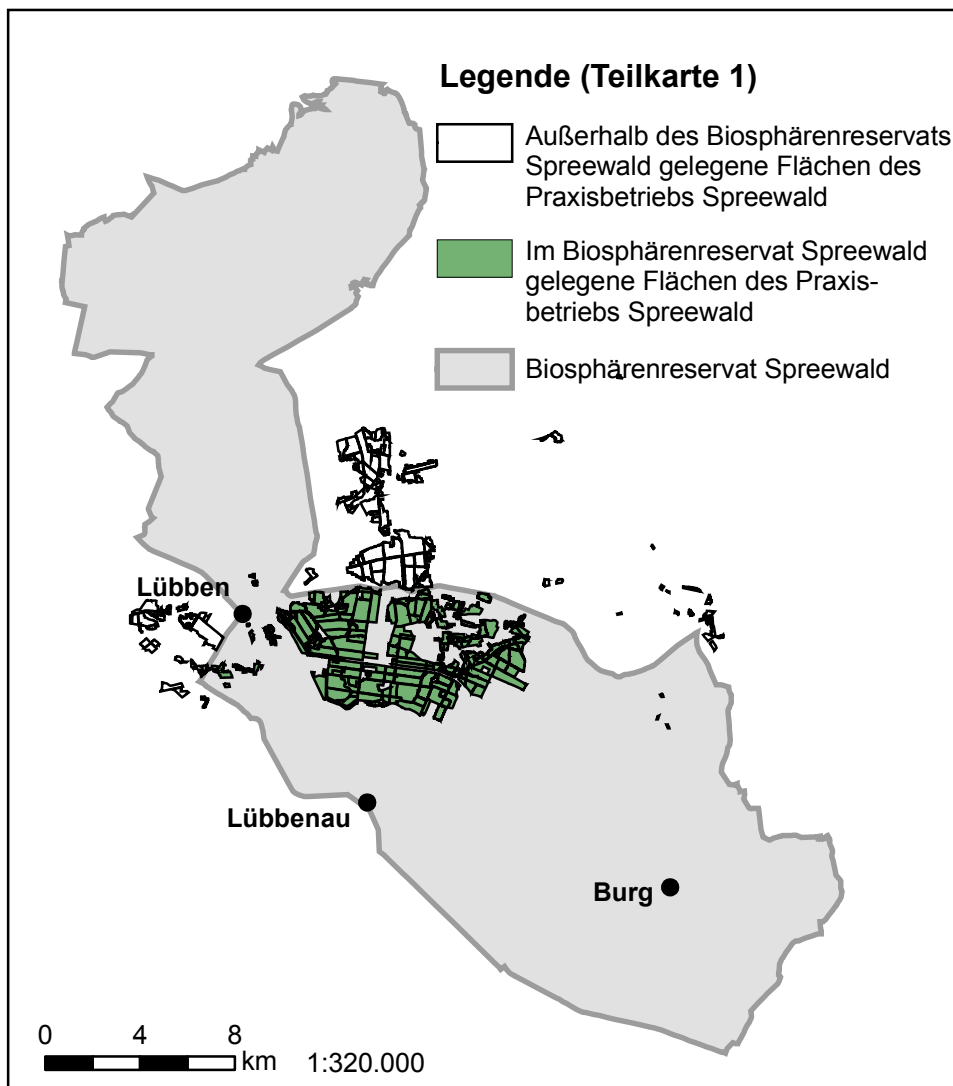 Legende (Teilkarte 1)
Außerhalb des Biosphärenreservats
Spreewald gelegene Flächen des
Praxisbetriebs Spreewald
Im Biosphärenreservat Spreewald
gelegene Flächen des Praxis-
betriebs Spreewald
Biosphärenreservat Spreewald
Lübben
Lübbenau
Burg
0 4 8
km 1:320.000